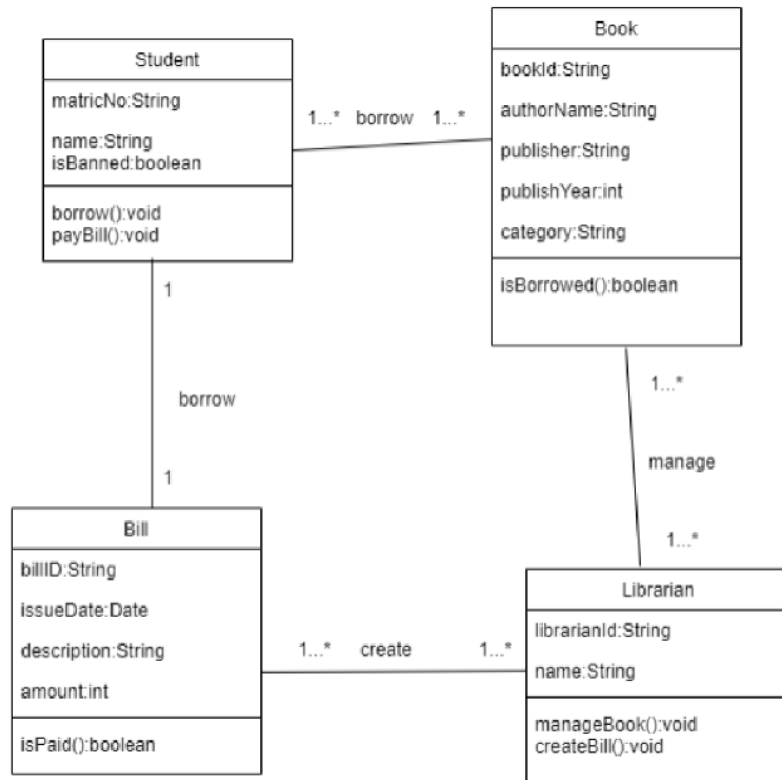 Student
matricNo:String
name:String
isBanned:boolean
borrow():void
payBill():void
1...* borrow 1...*
Book
bookId:String
authorName:String
publisher:String
publishYear:int
category:String
isBorrowed():boolean
1
borrow
1
1...*
manage
1...*
Bill
billID:String
issueDate:Date
description:String
amount:int
isPaid():boolean
1...* create 1...*
Librarian
librarianId:String
name:String
manageBook():void
createBill():void